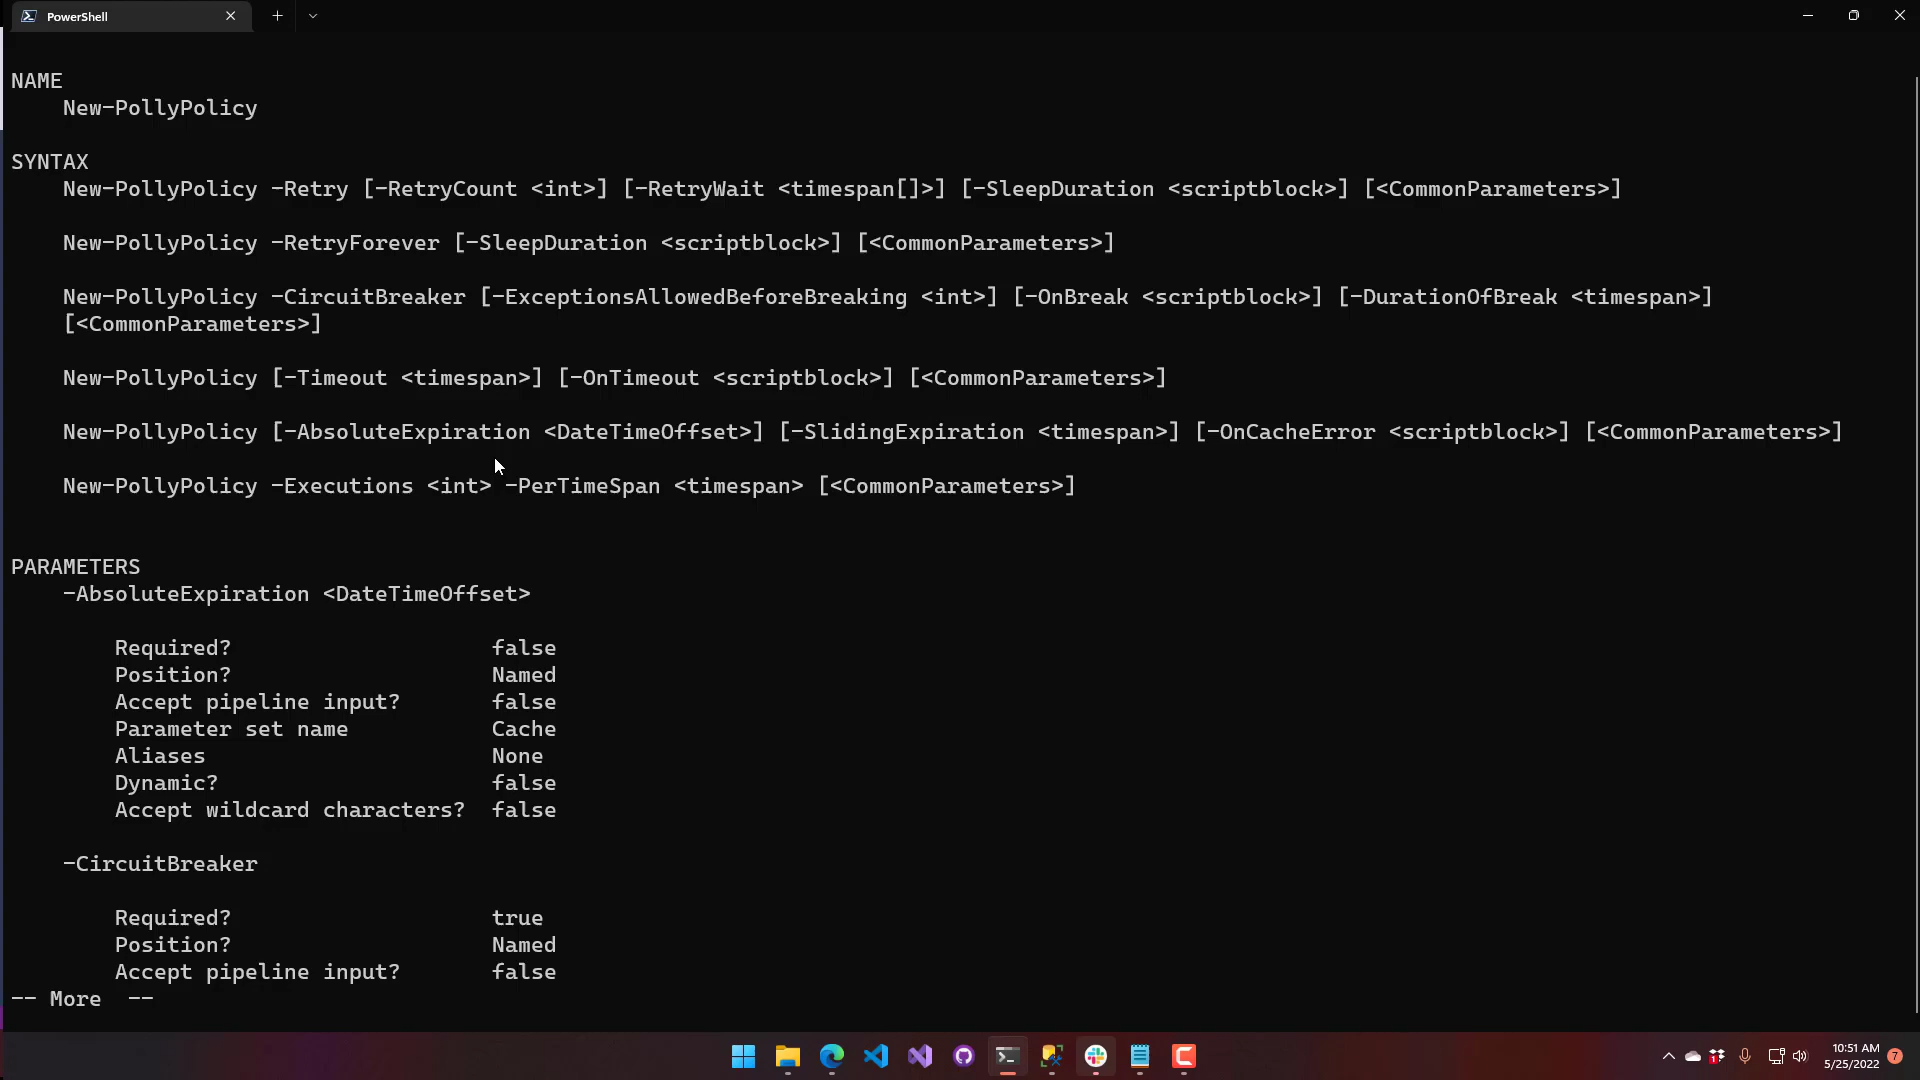 PowerShell
NAME
New-PollyPolicy
SYNTAX
New-PollyPolicy -Retry [-RetryCount <int>] [-RetryWait <timespan[]>] [-SleepDuration <scriptblock>] [<CommonParameters>]
New-PollyPolicy -RetryForever [-SleepDuration <scriptblock>] [<CommonParameters>]
New-PollyPolicy -CircuitBreaker [-ExceptionsAllowedBeforeBreaking <int>] [-OnBreak <scriptblock>] [-DurationOfBreak <timespan>]
[<CommonParameters>]
New-PollyPolicy [-Timeout <timespan>] [-OnTimeout <scriptblock>] [<CommonParameters>]
New-PollyPolicy [-AbsoluteExpiration <DateTimeOffset>] [-SlidingExpiration <timespan>] [-OnCacheError <scriptblock>] [<CommonParameters>]
New-PollyPolicy -Executions <int> -PerTimeSpan <timespan> [<CommonParameters>]
PARAMETERS
-AbsoluteExpiration <DateTimeOffset>
Required? false
Position? Named
Accept pipeline input? false
Parameter set name Cache
Aliases None
Dynamic? false
Accept wildcard characters? false
-CircuitBreaker
Required? true
Position? Named
Accept pipeline input? false
-- More --
10:51 AM
5/25/2022
7
1